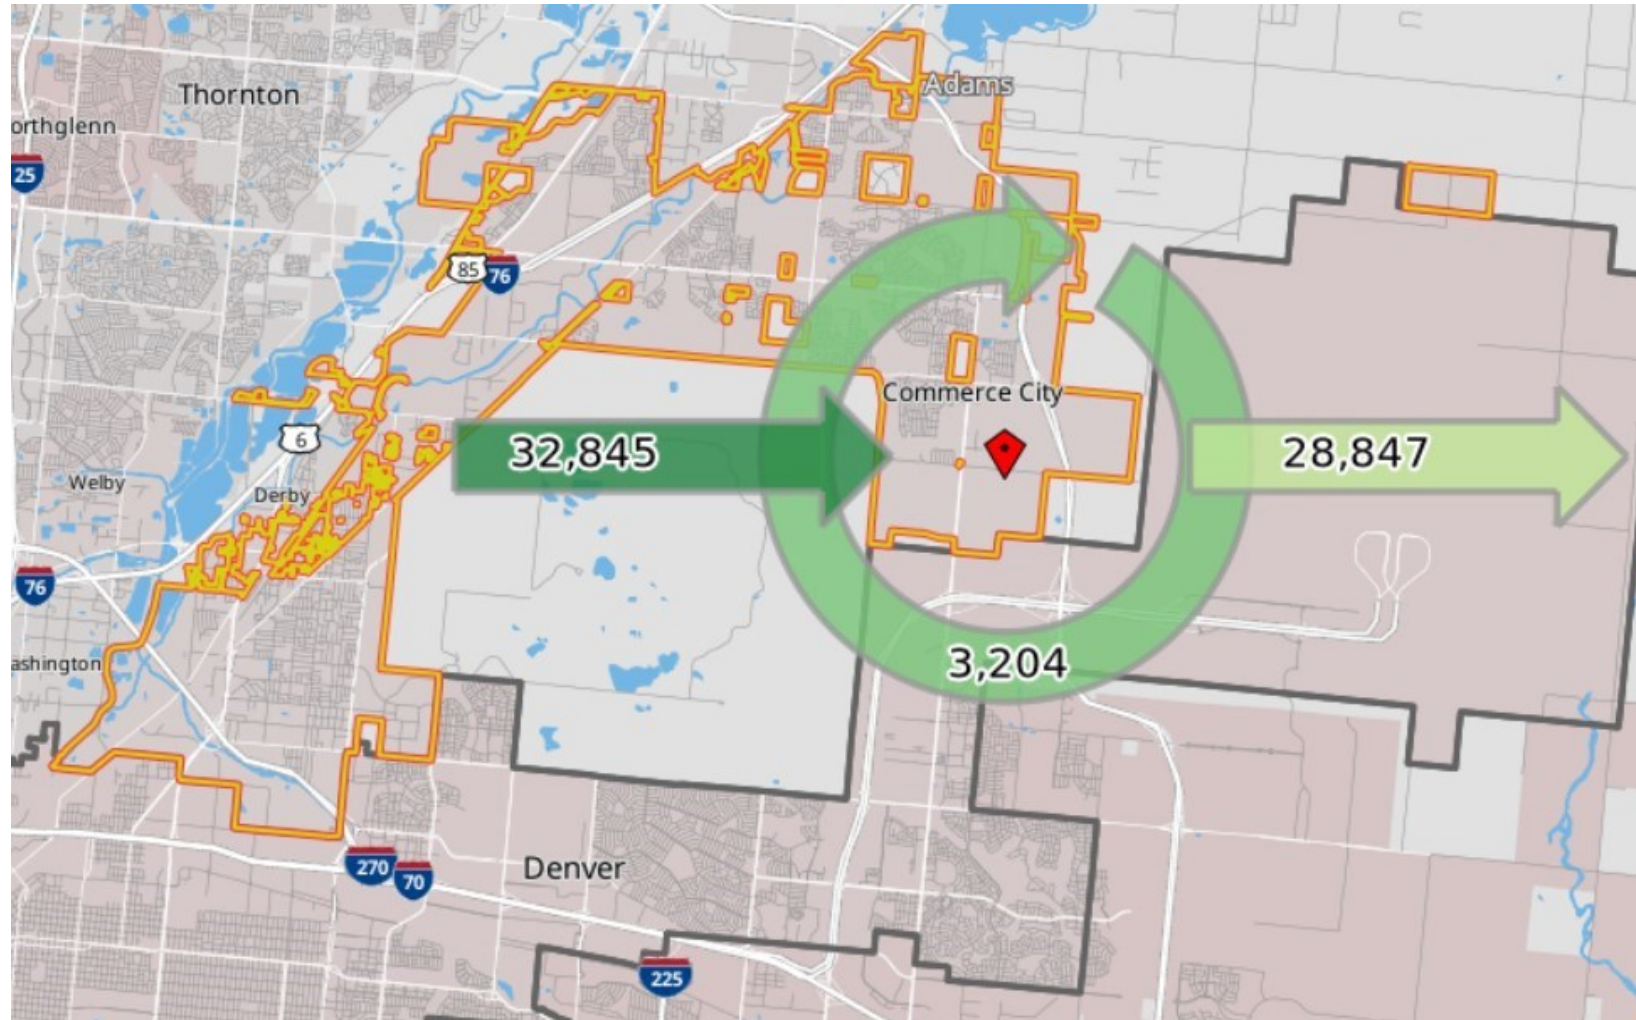 Thornton
Adams
orthglenn
25
85
76
Commerce City
32,845
28,847
6
Welby
Derby
76
ashington
3,204
Denver
270
70
225